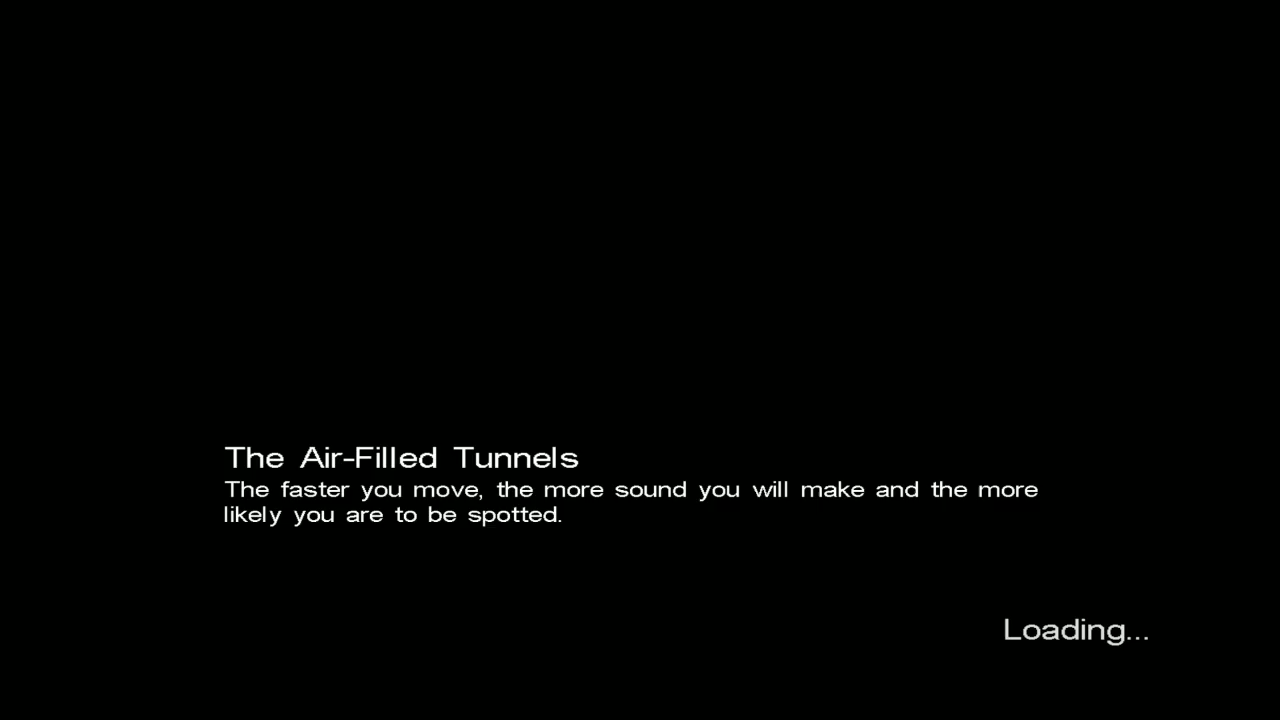 The Air-Filled Tunnels
The faster you move, the more sound you will make and the more
likely you are to be spotted.
Loading...